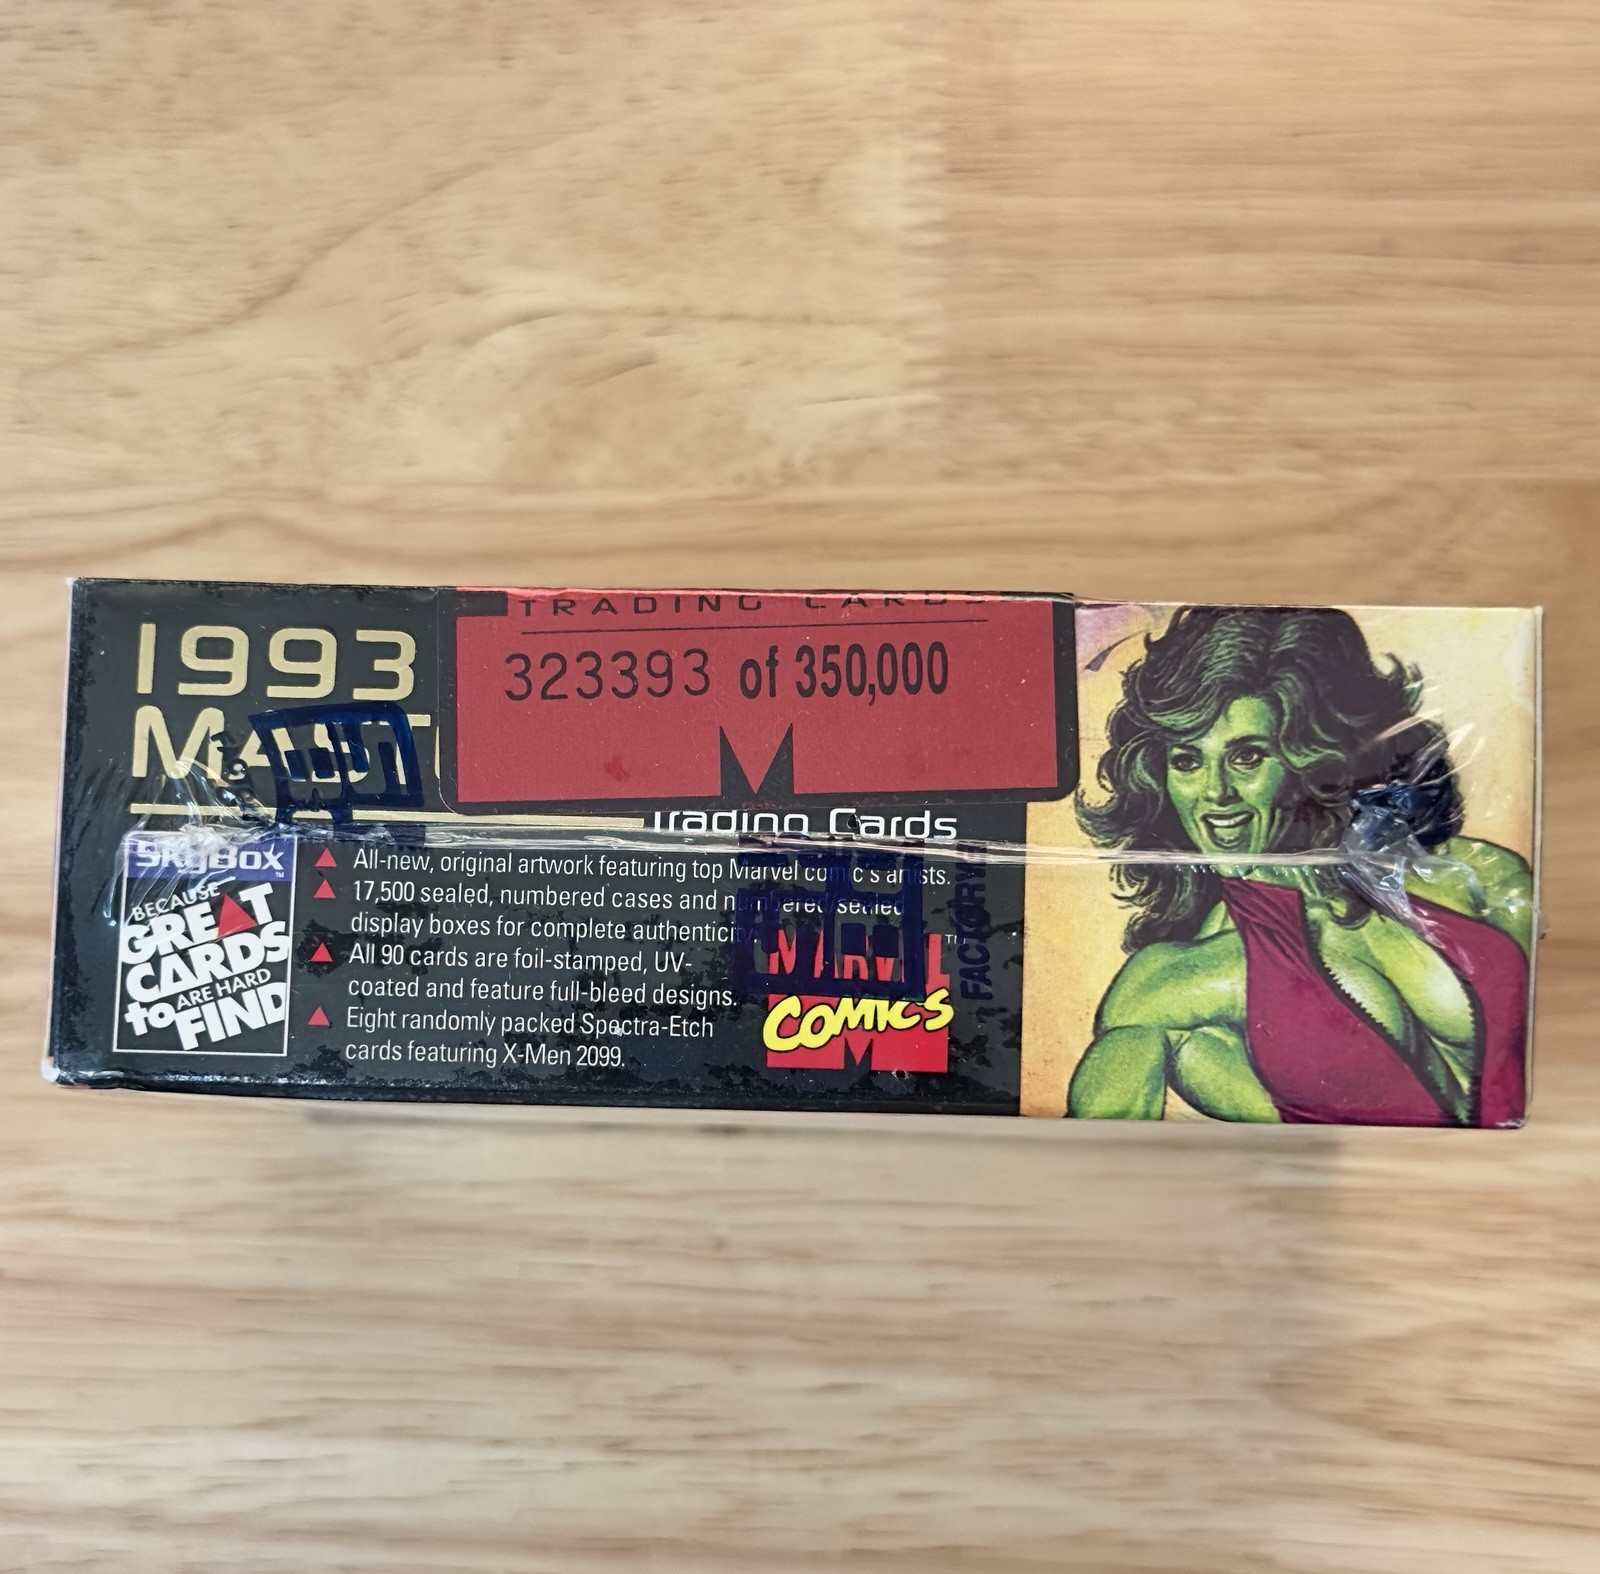 TRADING CARDS
323393 of 350,000
1993
MAST
Trading Cards
SkyBox™
BECAUSE
GREAT
CARDS
ARE HARD
to FIND
All-new, original artwork featuring top Marvel comic's artists.
17,500 sealed, numbered cases and numbered/sealed
display boxes for complete authenticity.
All 90 cards are foil-stamped, UV-
coated and feature full-bleed designs.
Eight randomly packed Spectra-Etch
cards featuring X-Men 2099.
MARVEL™
COMICS
M